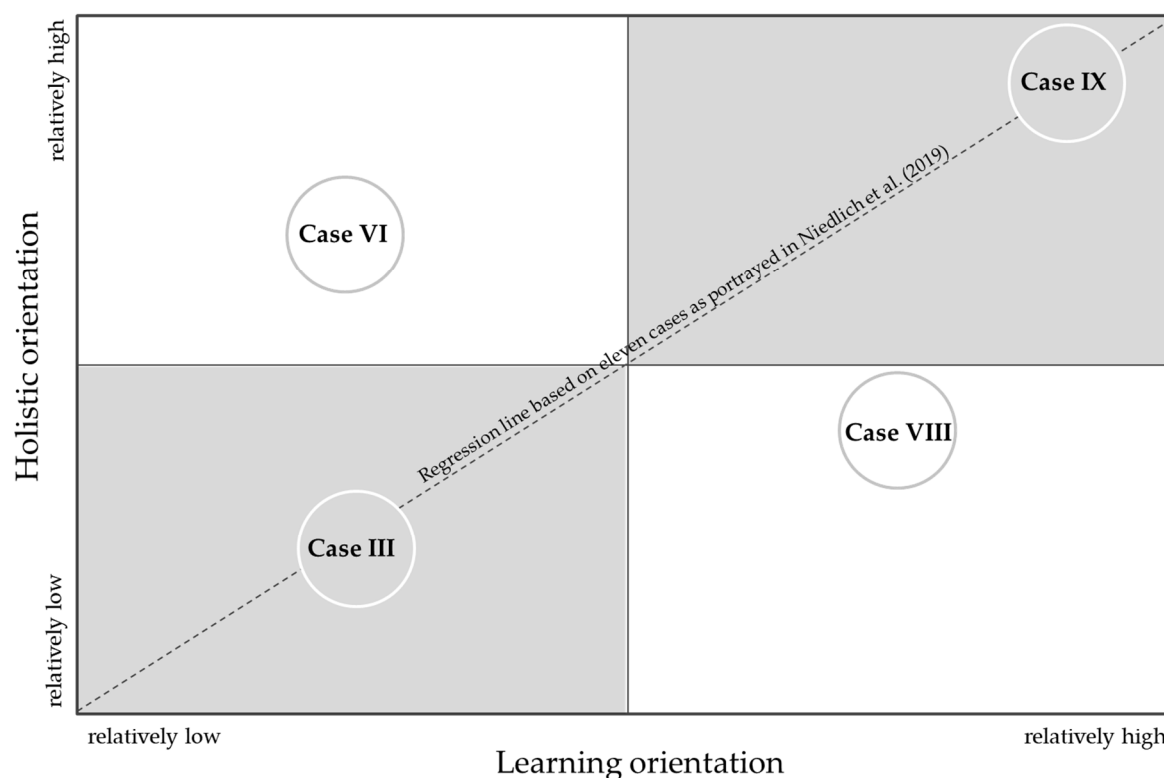 relatively high
Holistic orientation
relatively low
Case IX
Case VI
Regression line based on eleven cases as portrayed in Niedlich et al. (2019)
Case VIII
Case III
relatively low
relatively high
Learning orientation